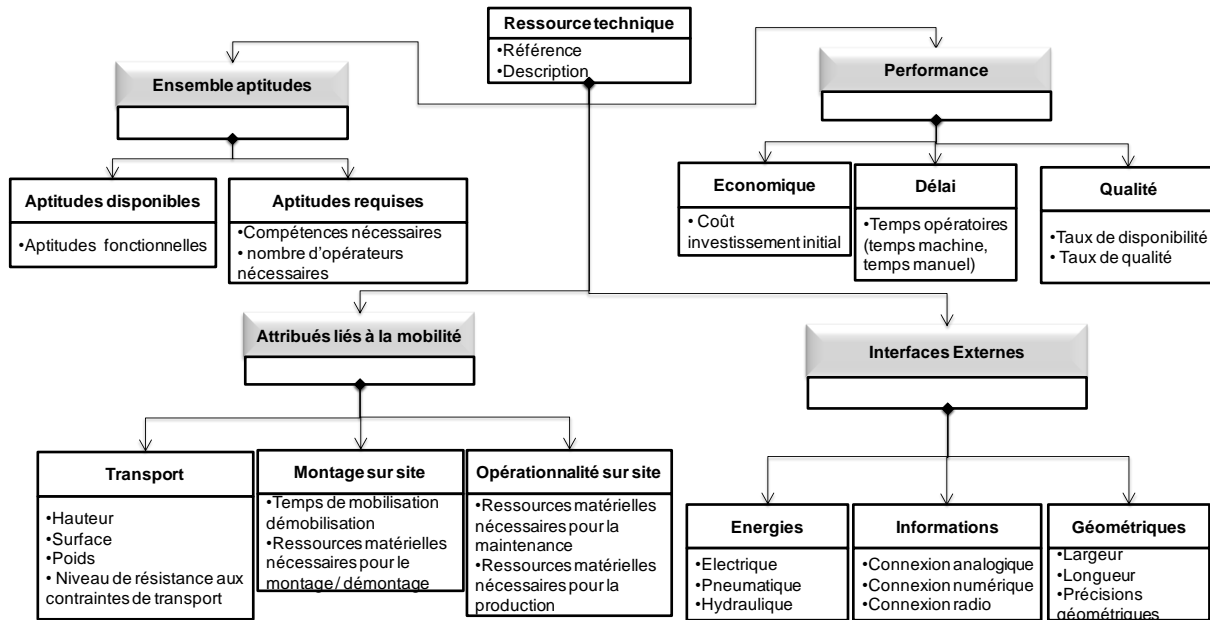 Ressource technique
•Référence
•Description
Ensemble aptitudes
Performance
Aptitudes disponibles
•Aptitudes fonctionnelles
Aptitudes requises
•Compétences nécessaires
• nombre d'opérateurs
nécessaires
Economique
• Coût
investissement initial
Délai
•Temps opératoires
(temps machine,
temps manuel)
Qualité
•Taux de disponibilité
• Taux de qualité
Attribués liés à la mobilité
Interfaces Externes
Transport
•Hauteur
•Surface
•Poids
• Niveau de résistance aux
contraintes de transport
Montage sur site
•Temps de mobilisation
démobilisation
•Ressources matérielles
nécessaires pour le
montage / démontage
Opérationnalité sur site
•Ressources matérielles
nécessaires pour la
maintenance
•Ressources matérielles
nécessaires pour la
production
Energies
•Electrique
•Pneumatique
•Hydraulique
Informations
•Connexion analogique
•Connexion numérique
•Connexion radio
Géométriques
•Largeur
•Longueur
•Précisions
géométriques